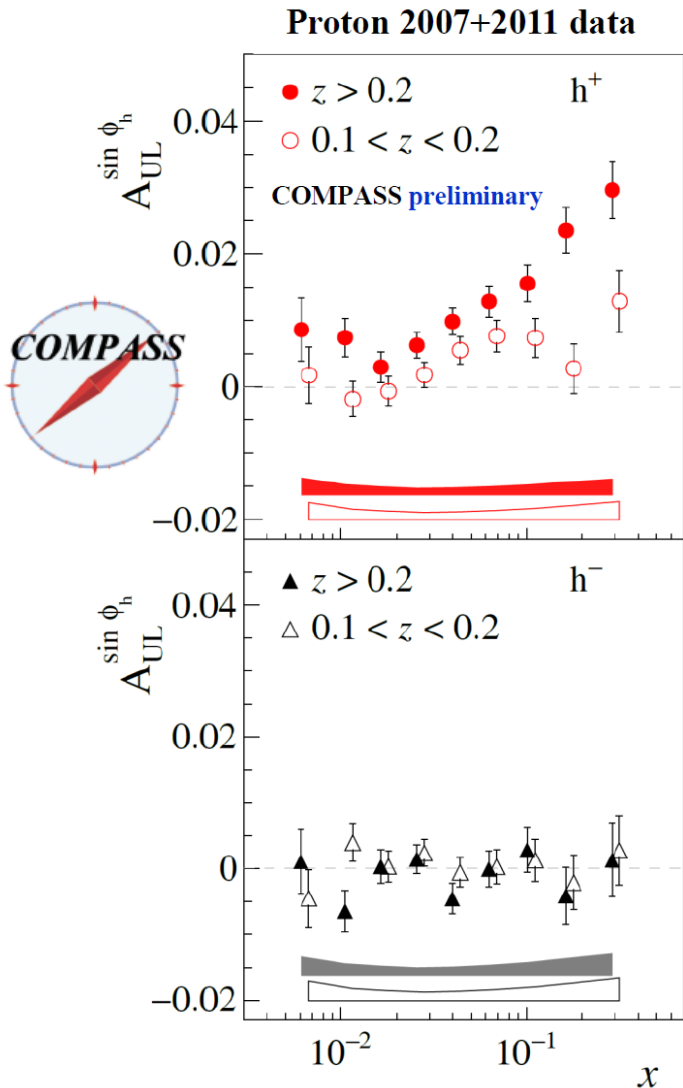 Proton 2007+2011 data
A_UL^{sin ϕ_h}
0.04
0.02
0
−0.02
z > 0.2
h⁺
0.1 < z < 0.2
COMPASS preliminary
COMPASS
A_UL^{sin ϕ_h}
0.04
0.02
0
−0.02
z > 0.2
h⁻
0.1 < z < 0.2
10⁻²
10⁻¹
x